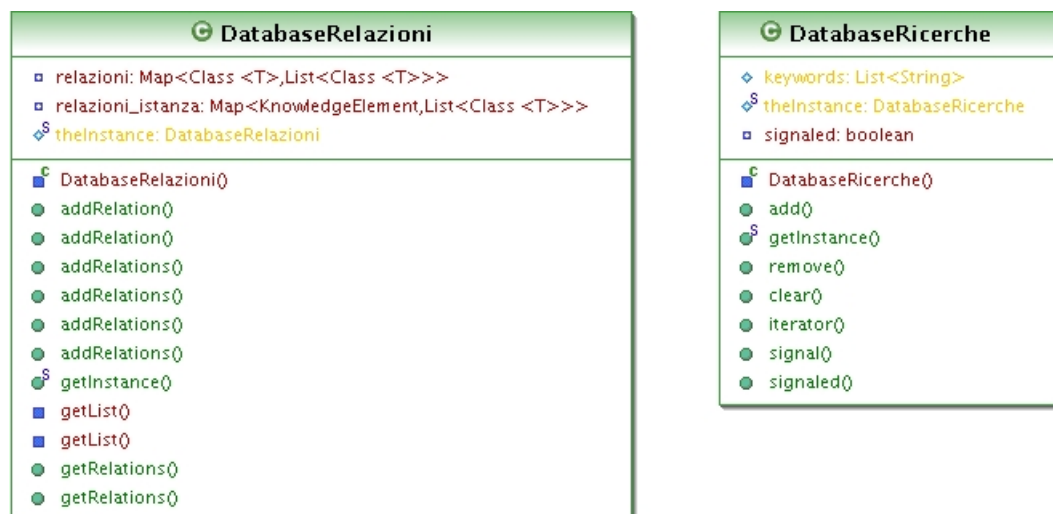 DatabaseRelazioni
relazioni: Map<Class <T>,List<Class <T>>>
relazioni_istanza: Map<KnowledgeElement,List<Class <T>>>
theInstance: DatabaseRelazioni
DatabaseRelazioni()
addRelation()
addRelation()
addRelations()
addRelations()
addRelations()
addRelations()
getInstance()
getList()
getList()
getRelations()
getRelations()
DatabaseRicerche
keywords: List<String>
theInstance: DatabaseRicerche
signaled: boolean
DatabaseRicerche()
add()
getInstance()
remove()
clear()
iterator()
signal()
signaled()